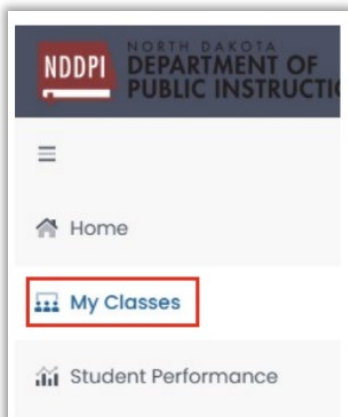 NDDPI
NORTH DAKOTA
DEPARTMENT OF
PUBLIC INSTRUCTI
Home
My Classes
Student Performance